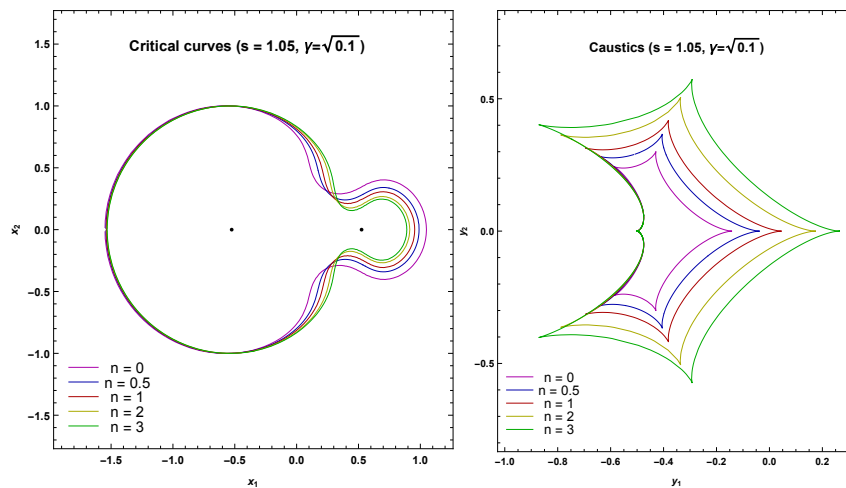 Critical curves (s = 1.05, γ=√0.1 )
1.5
1.0
0.5
0.0
−0.5
−1.0
−1.5
x2
n = 0
n = 0.5
n = 1
n = 2
n = 3
−1.5 −1.0 −0.5 0.0 0.5 1.0
x1
Caustics (s = 1.05, γ=√0.1 )
0.5
0.0
−0.5
y2
n = 0
n = 0.5
n = 1
n = 2
n = 3
−1.0 −0.8 −0.6 −0.4 −0.2 0.0 0.2
y1